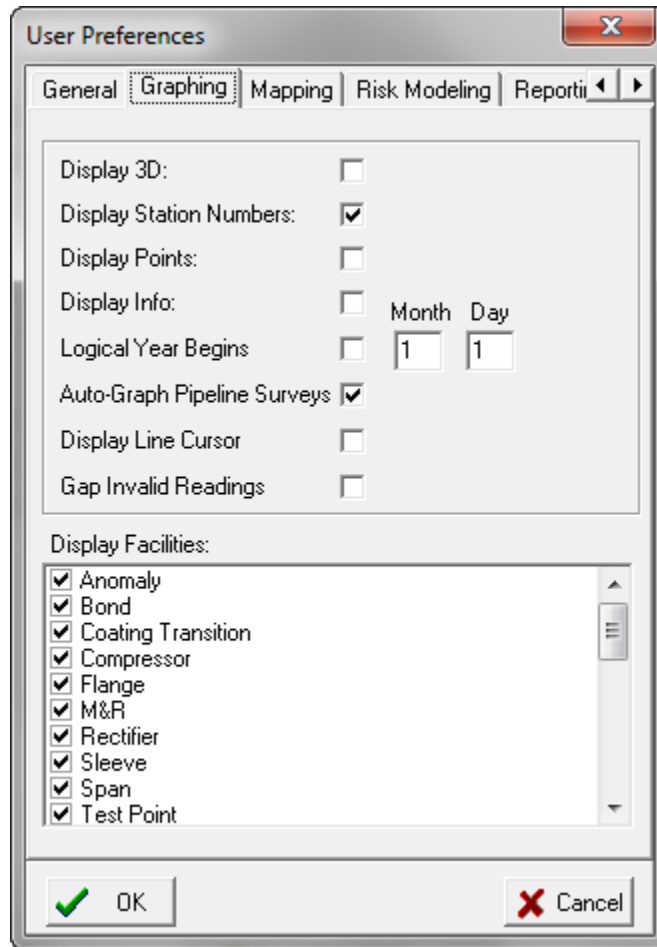 User Preferences
General Graphing Mapping Risk Modeling
Display 3D:
Display Station Numbers:
Display Points:
Display Info:
Month Day
Logical Year Begins 1 1
Auto-Graph Pipeline Surveys
Display Line Cursor
Gap Invalid Readings
Display Facilities:
Anomaly
Bond
Coating Transition
Compressor
Flange
M&R
Rectifier
Sleeve
Span
Test Point
OK Cancel